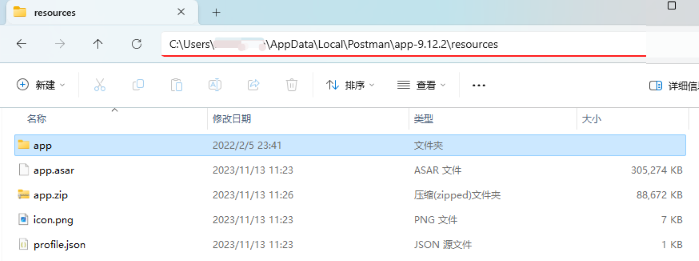 resources
C:\Users\ \AppData\Local\Postman\app-9.12.2\resources
新建 排序 查看 ... 详细信
名称 修改日期 类型 大小
app 2022/2/5 23:41 文件夹
app.asar 2023/11/13 11:23 ASAR 文件 305,274 KB
app.zip 2023/11/13 11:26 压缩(zipped)文件夹 88,672 KB
icon.png 2023/11/13 11:23 PNG 文件 7 KB
profile.json 2023/11/13 11:23 JSON 源文件 1 KB